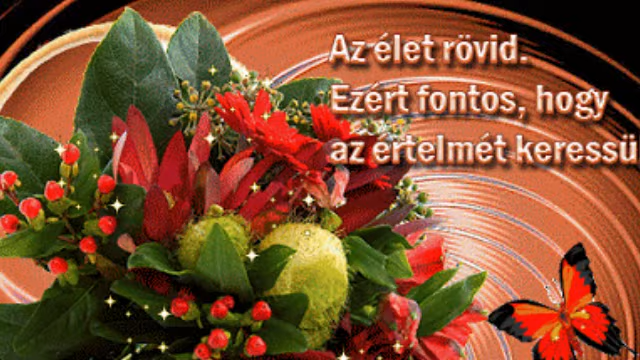 Az élet rövid.
Ezért fontos, hogy
az értelmét keressü